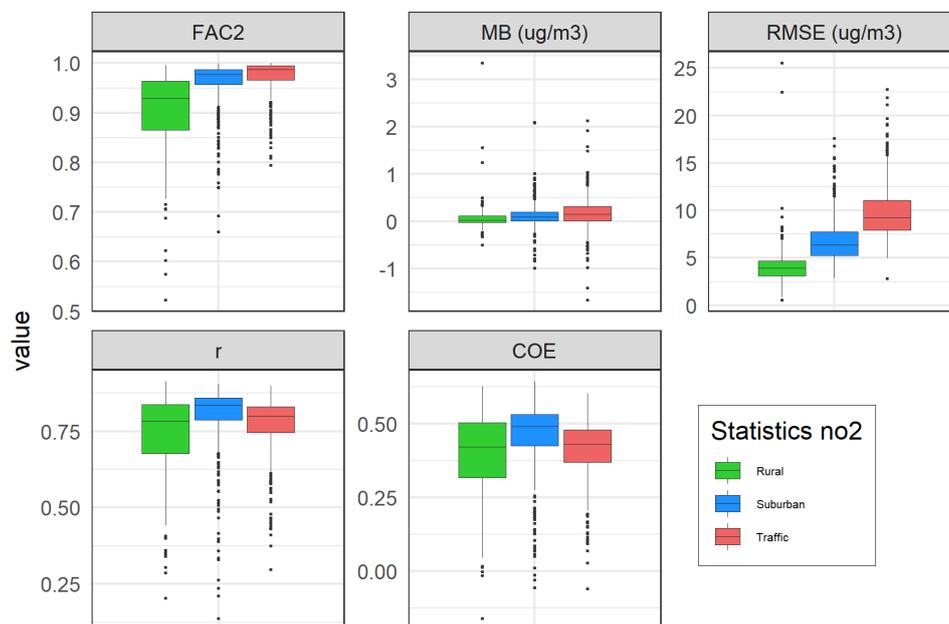 FAC2
MB (ug/m3)
RMSE (ug/m3)
1.0
0.9
0.8
0.7
0.6
0.5
3
2
1
0
-1
25
20
15
10
5
0
value
r
COE
0.75
0.50
0.25
0.50
0.25
0.00
Statistics no2
Rural
Suburban
Traffic